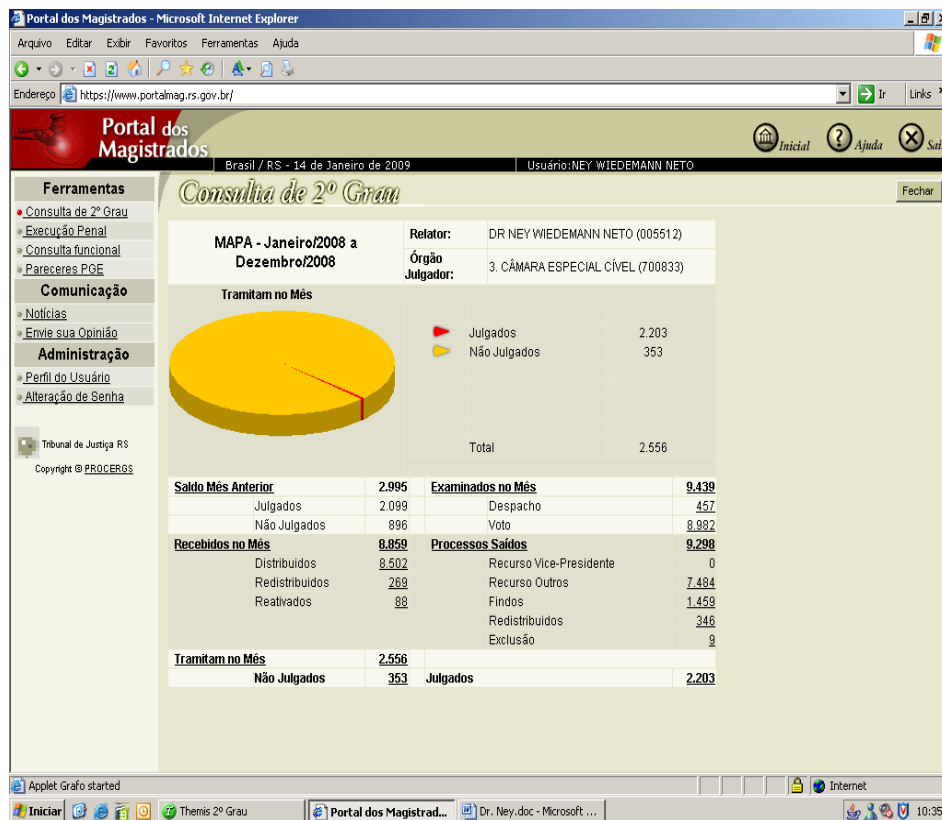 Portal dos Magistrados - Microsoft Internet Explorer
Arquivo Editar Exibir Favoritos Ferramentas Ajuda
Endereço https://www.portalmag.rs.gov.br/ Ir Links
Portal dos
Magistrados
Inicial Ajuda Sai
Brasil / RS - 14 de Janeiro de 2009 Usuário:NEY WIEDEMANN NETO
Ferramentas
Consulta de 2º Grau
Execução Penal
Consulta funcional
Pareceres PGE
Comunicação
Notícias
Envie sua Opinião
Administração
Perfil do Usuário
Alteração de Senha
Tribunal de Justiça RS
Copyright © PROCERGS
Consulta de 2º Grau
Fechar
MAPA - Janeiro/2008 a
Dezembro/2008
Relator: DR NEY WIEDEMANN NETO (005512)
Órgão
Julgador: 3. CÂMARA ESPECIAL CÍVEL (700833)
Tramitam no Mês
Julgados 2.203
Não Julgados 353
Total 2.556
Saldo Mês Anterior 2.995 Examinados no Mês 9.439
Julgados 2.099 Despacho 457
Não Julgados 896 Voto 8.982
Recebidos no Mês 8.859 Processos Saídos 9.298
Distribuidos 8.502 Recurso Vice-Presidente 0
Redistribuidos 269 Recurso Outros 7.484
Reativados 88 Findos 1.459
Redistribuidos 346
Exclusão 9
Tramitam no Mês 2.556
Não Julgados 353 Julgados 2.203
Applet Grafo started Internet
Iniciar Themis 2º Grau Portal dos Magistrad... Dr. Ney.doc - Microsoft ... 10:35